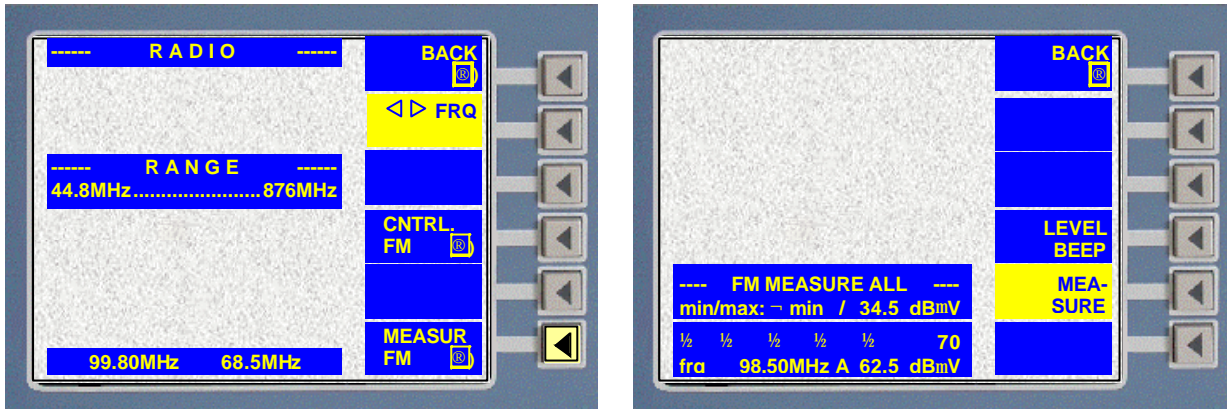 ------ R A D I O ------
BACK
®)
◁ ▷ FRQ
------ R A N G E ------
44.8MHz.......................876MHz
CNTRL.
FM ®)
MEASUR
FM ®)
99.80MHz 68.5mHz
BACK
®
LEVEL
BEEP
---- FM MEASURE ALL ----
min/max: ¬ min / 34.5 dBmV
MEA-
SURE
½ ½ ½ ½ ½ 70
frq 98.50MHz A 62.5 dBmV